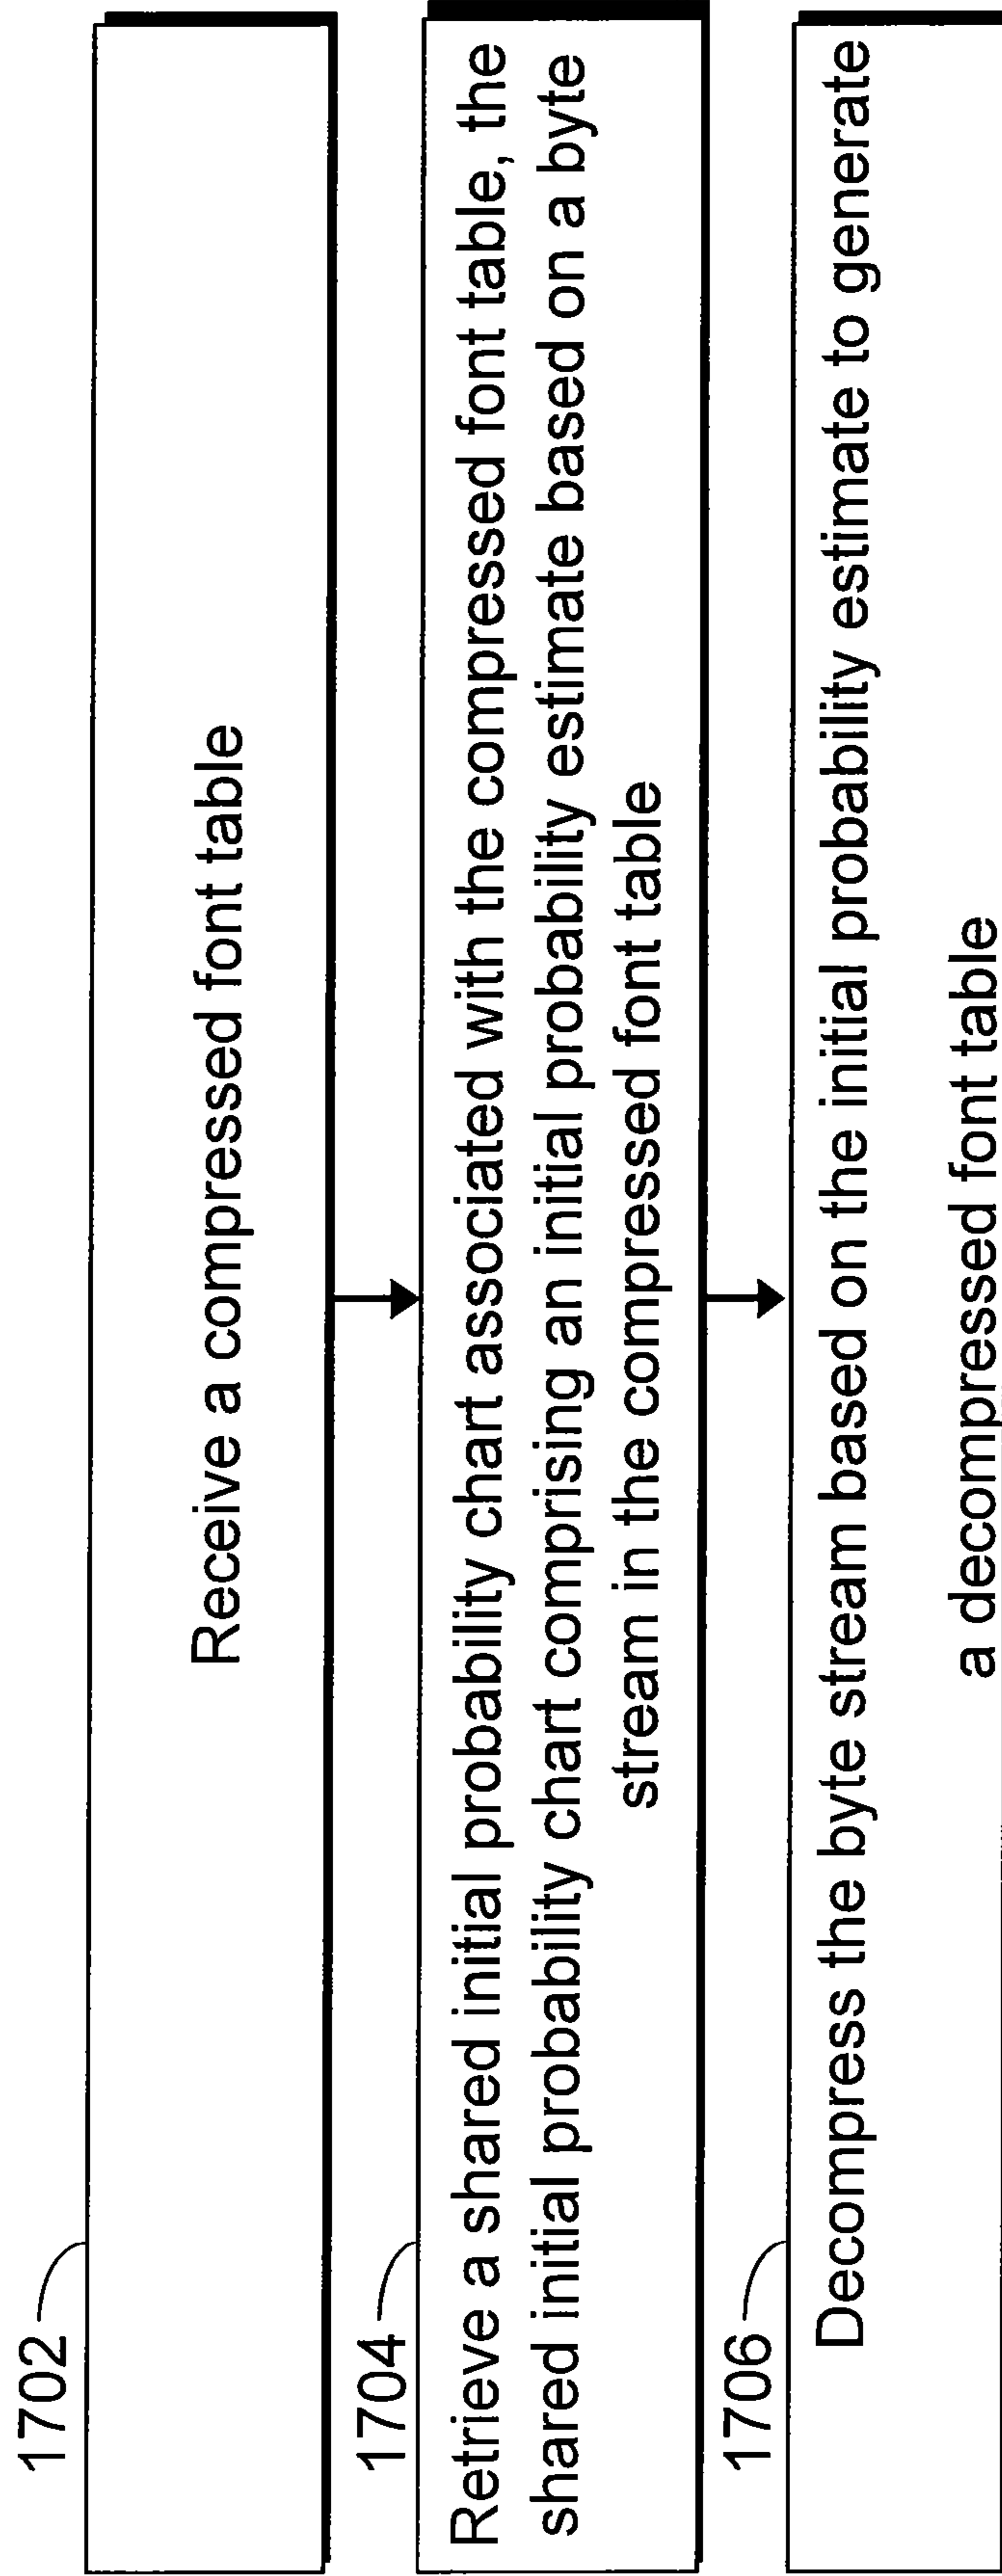 1702
Receive a compressed font table
1704
Retrieve a shared initial probability chart associated with the compressed font table, the
shared initial probability chart comprising an initial probability estimate based on a byte
stream in the compressed font table
1706
Decompress the byte stream based on the initial probability estimate to generate
a decompressed font table